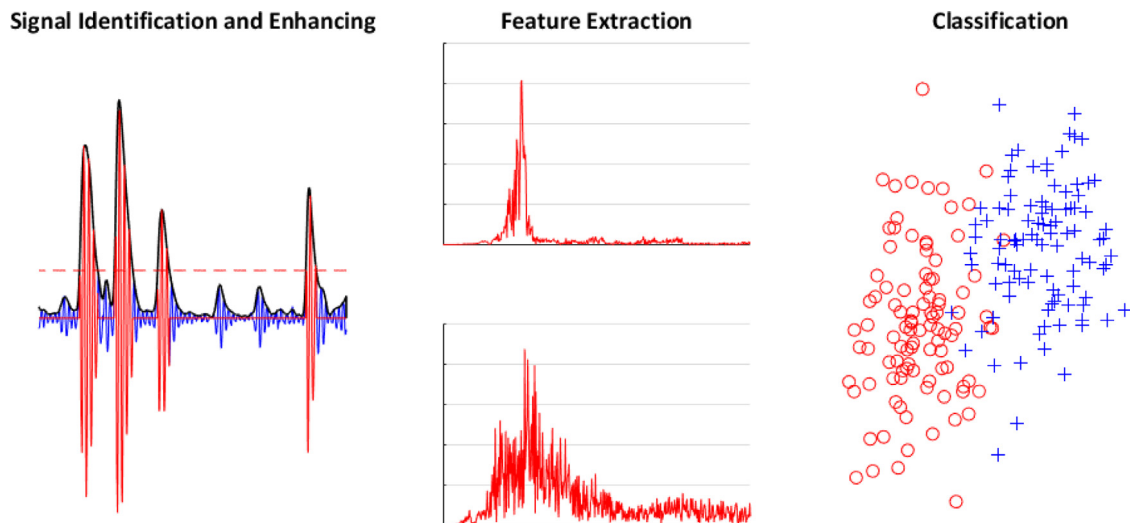 Signal Identification and Enhancing
Feature Extraction
Classification